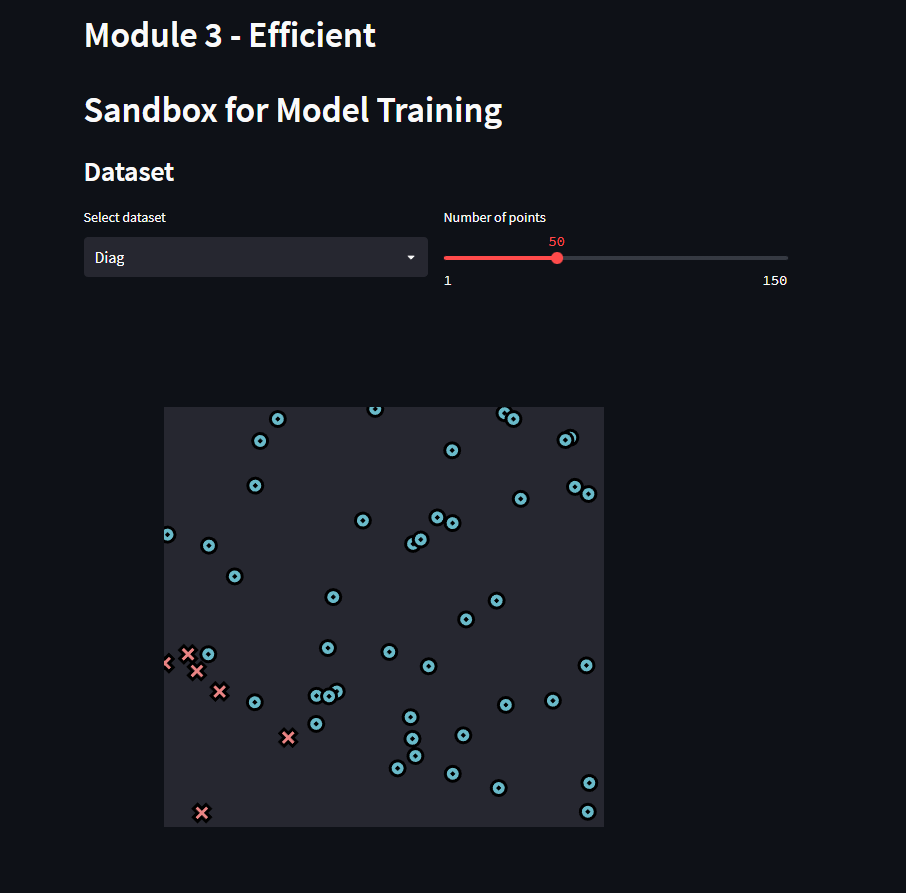 Module 3 - Efficient
Sandbox for Model Training
Dataset
Select dataset
Number of points
Diag
50
1
150